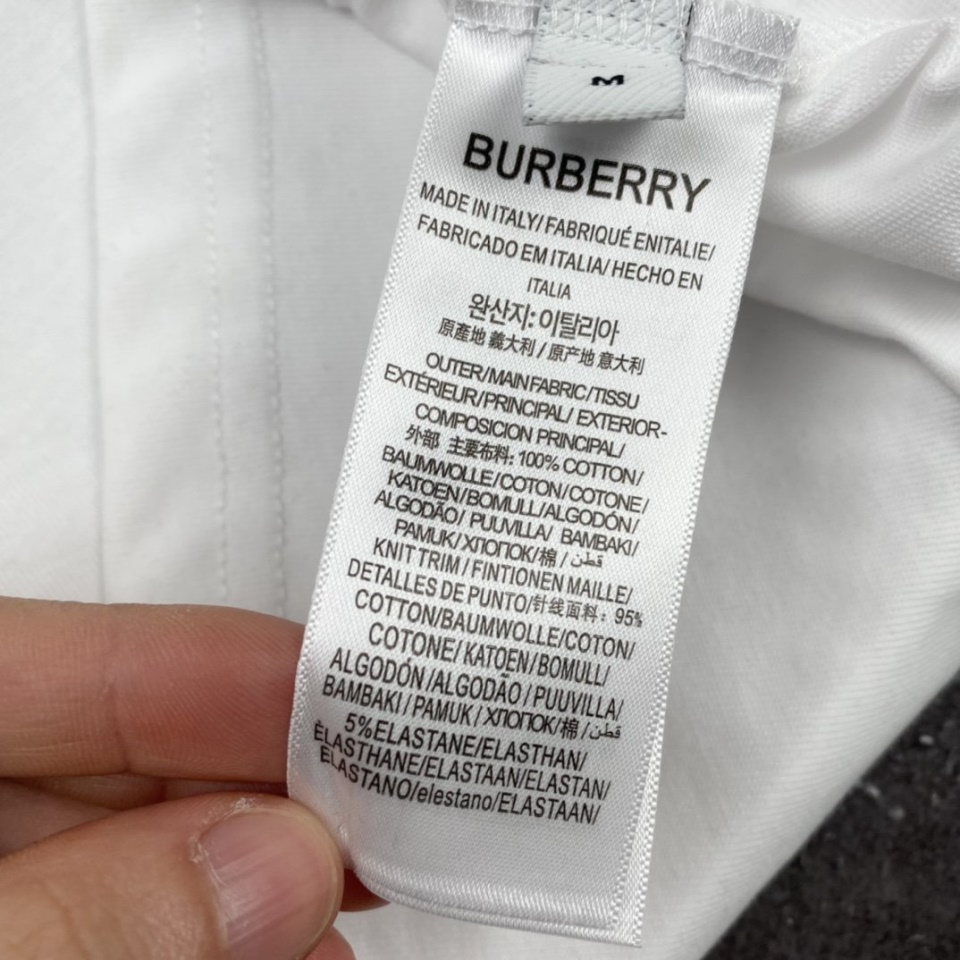 M
BURBERRY
MADE IN ITALY/FABRIQUÉ ENITALIE/
FABRICADO EM ITALIA/HECHO EN
ITALIA
완산지:이탈리아
原產地 義大利/原产地 意大利
OUTER/MAIN FABRIC/TISSU
EXTÉRIEUR/PRINCIPAL/ EXTERIOR-
COMPOSICION PRINCIPAL/
外部 主要布料: 100% COTTON/
BAUMWOLLE/COTON/COTONE/
KATOEN/BOMULL/ALGODÓN/
ALGODÃO/ PUUVILLA/ BAMBAKI/
PAMUK/ХΠΟΠΟΚ/棉 /قطن
KNIT TRIM/FINTIONEN MAILLE/
DETALLES DE PUNTO/针线面料: 95%
COTTON/BAUMWOLLE/COTON/
COTONE/ KATOEN/BOMULL/
ALGODÓN/ALGODÃO/PUUVILLA/
BAMBAKI/PAMUK/ХΠΟΠΟΚ/棉 /قطن
5%ELASTANE/ELASTHAN/
ÉLASTHANE/ELASTAAN/ELASTAN/
ELASTANO/elestano/ELASTAAN/